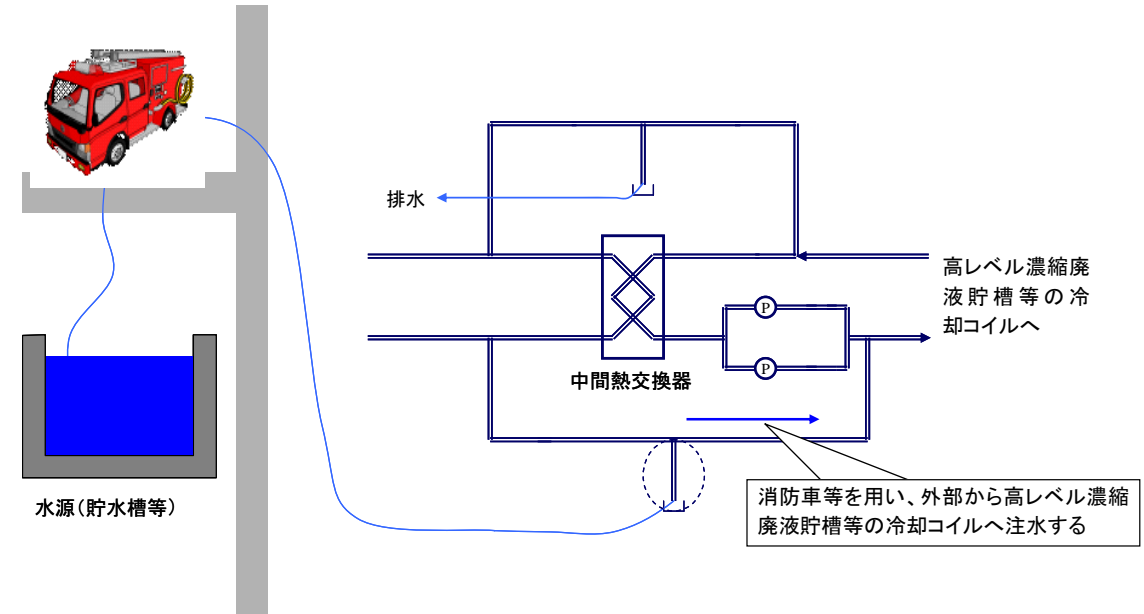 排水
高レベル濃縮廃
液貯槽等の冷
却コイルへ
P
P
中間熱交換器
水源（貯水槽等）
消防車等を用い、外部から高レベル濃縮
廃液貯槽等の冷却コイルへ注水する